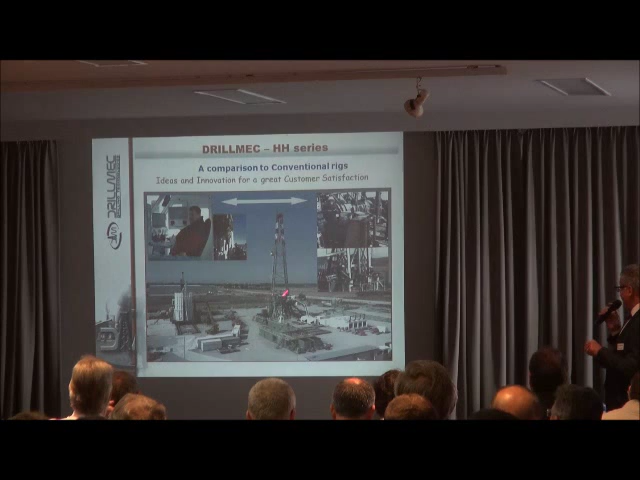 DRILLMEC – HH series
A comparison to Conventional rigs
Ideas and Innovation for a great Customer Satisfaction
DRILLMEC